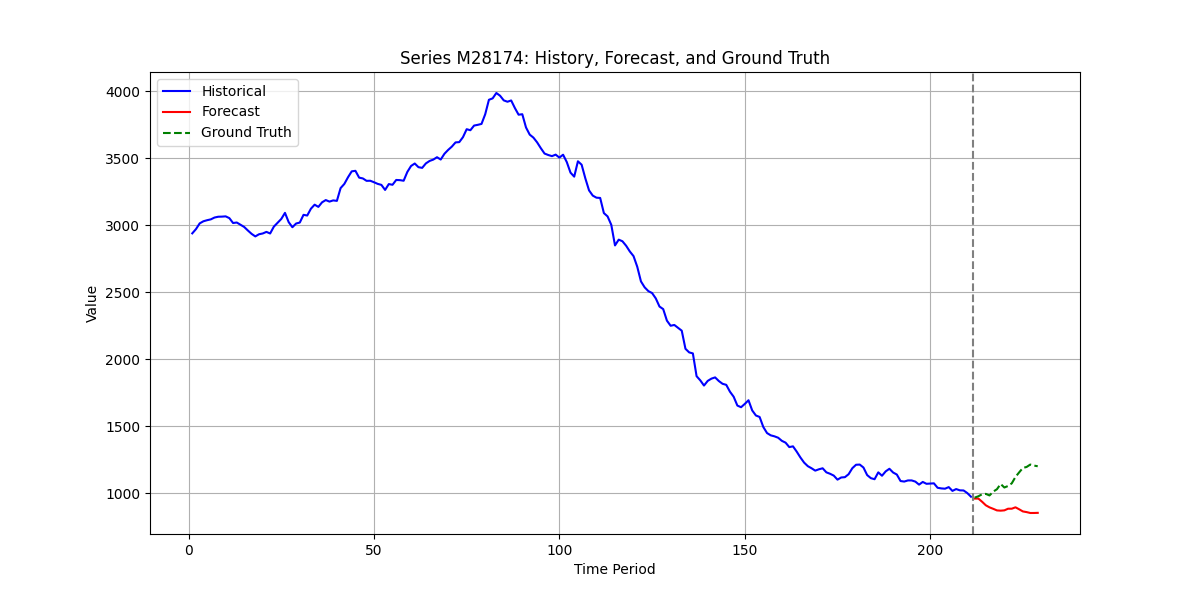 Series M28174: History, Forecast, and Ground Truth
Historical
Forecast
Ground Truth
4000
3500
3000
2500
2000
1500
1000
Value
0 50 100 150 200
Time Period